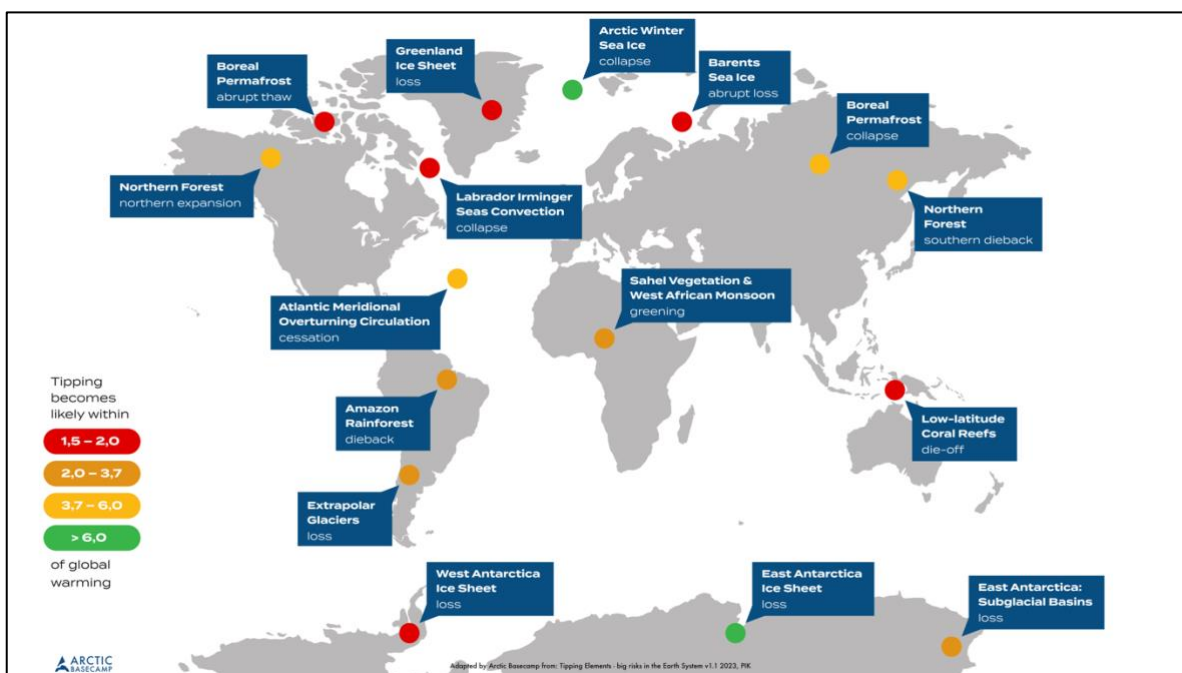 Arctic Winter
Sea Ice
collapse
Greenland
Ice Sheet
loss
Barents
Sea Ice
abrupt loss
Boreal
Permafrost
abrupt thaw
Boreal
Permafrost
collapse
Northern Forest
northern expansion
Labrador Irminger
Seas Convection
collapse
Northern
Forest
southern dieback
Sahel Vegetation &
West African Monsoon
greening
Atlantic Meridional
Overturning Circulation
cessation
Tipping
becomes
likely within
1,5 – 2,0
2,0 – 3,7
3,7 – 6,0
> 6,0
of global
warming
Amazon
Rainforest
dieback
Low-latitude
Coral Reefs
die-off
Extrapolar
Glaciers
loss
West Antarctica
Ice Sheet
loss
East Antarctica
Ice Sheet
loss
East Antarctica:
Subglacial Basins
loss
ARCTIC
BASECAMP
Adapted by Arctic Basecamp from: Tipping Elements - big risks in the Earth System v1.1 2023, PIK